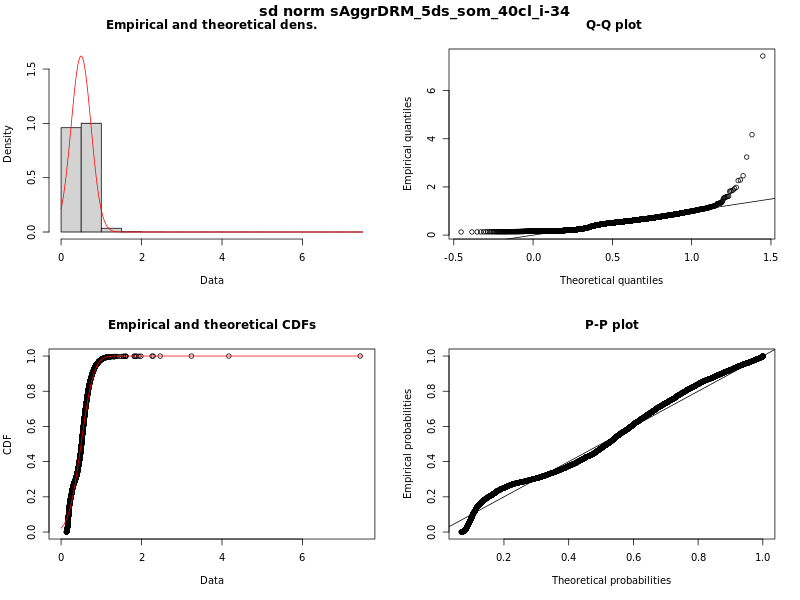 sd norm sAggrDRM_5ds_som_40cl_i-34
Empirical and theoretical dens.
Density
0.0 0.5 1.0 1.5
0 2 4 6
Data
Q-Q plot
Empirical quantiles
0 2 4 6
-0.5 0.0 0.5 1.0 1.5
Theoretical quantiles
Empirical and theoretical CDFs
CDF
0.0 0.2 0.4 0.6 0.8 1.0
0 2 4 6
Data
P-P plot
Empirical probabilities
0.0 0.2 0.4 0.6 0.8 1.0
0.2 0.4 0.6 0.8 1.0
Theoretical probabilities